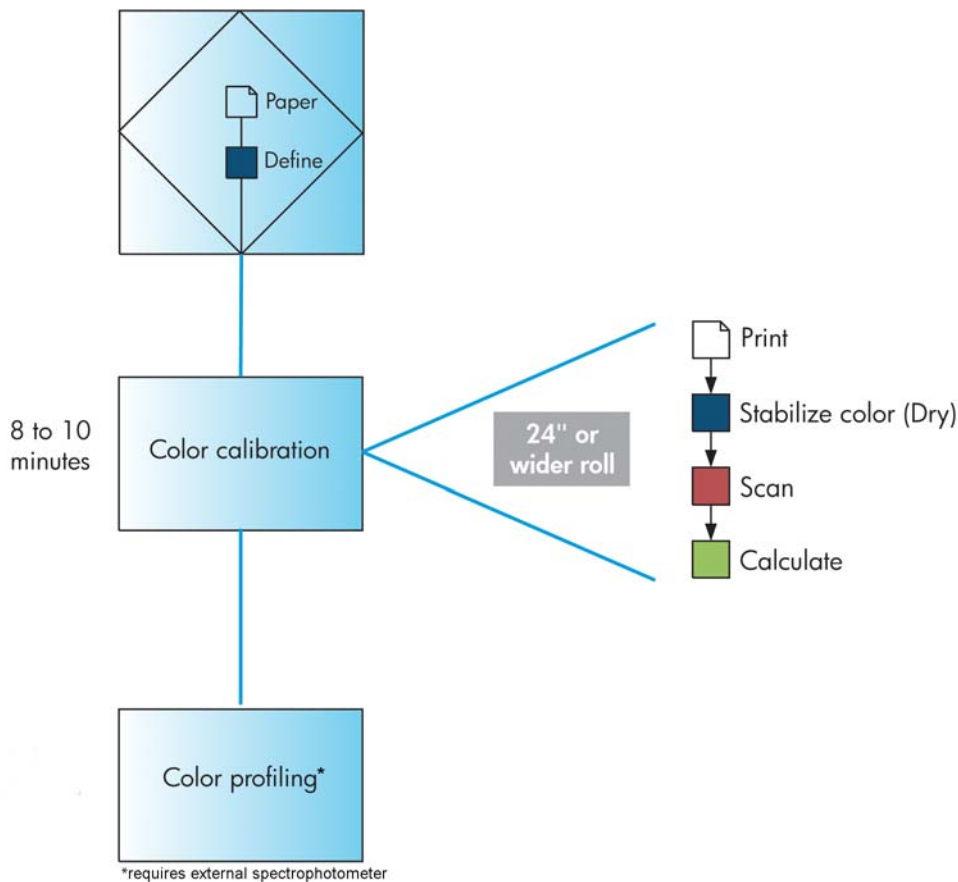 Paper
Define
8 to 10
minutes
Color calibration
24" or
wider roll
Print
Stabilize color (Dry)
Scan
Calculate
Color profiling*
*requires external spectrophotometer